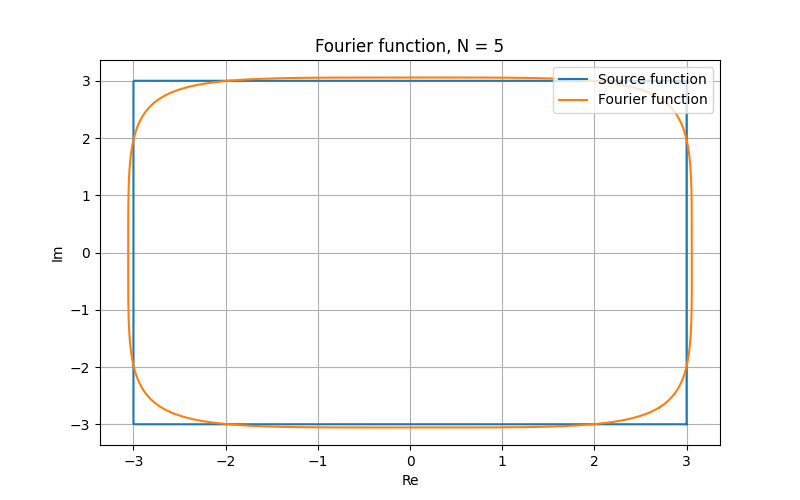 Fourier function, N = 5
Source function
Fourier function
3
2
1
0
−1
−2
−3
Im
−3
−2
−1
0
1
2
3
Re